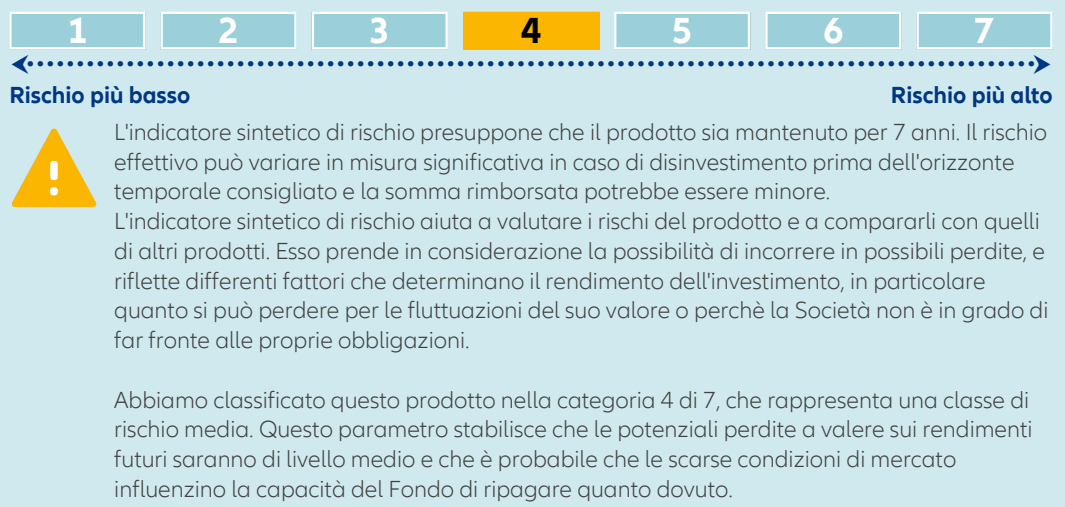 1 2 3 4 5 6 7
Rischio più basso Rischio più alto
L'indicatore sintetico di rischio presuppone che il prodotto sia mantenuto per 7 anni. Il rischio
effettivo può variare in misura significativa in caso di disinvestimento prima dell'orizzonte
temporale consigliato e la somma rimborsata potrebbe essere minore.
L'indicatore sintetico di rischio aiuta a valutare i rischi del prodotto e a compararli con quelli
di altri prodotti. Esso prende in considerazione la possibilità di incorrere in possibili perdite, e
riflette differenti fattori che determinano il rendimento dell'investimento, in particolare
quanto si può perdere per le fluttuazioni del suo valore o perchè la Società non è in grado di
far fronte alle proprie obbligazioni.
Abbiamo classificato questo prodotto nella categoria 4 di 7, che rappresenta una classe di
rischio media. Questo parametro stabilisce che le potenziali perdite a valere sui rendimenti
futuri saranno di livello medio e che è probabile che le scarse condizioni di mercato
influenzino la capacità del Fondo di ripagare quanto dovuto.